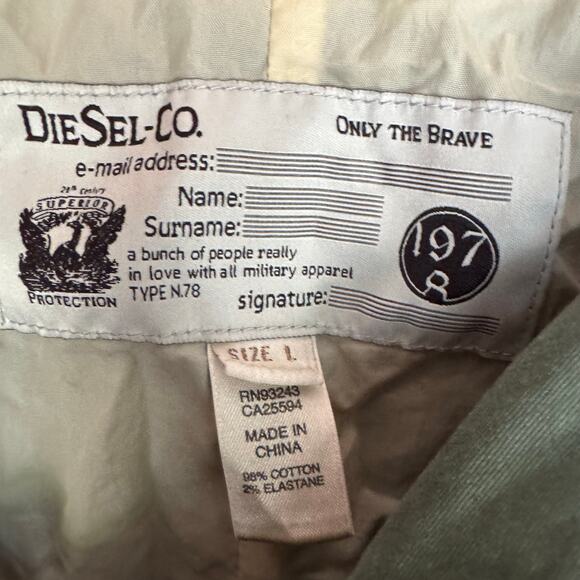 DIESEL-CO.
ONLY THE BRAVE
e-mail address:
Name:
Surname:
20th Century
SUPERIOR
PROTECTION
a bunch of people really
in love with all military apparel
TYPE N.78
signature:
197
8
SIZE L
RN93243
CA25594
MADE IN
CHINA
98% COTTON
2% ELASTANE